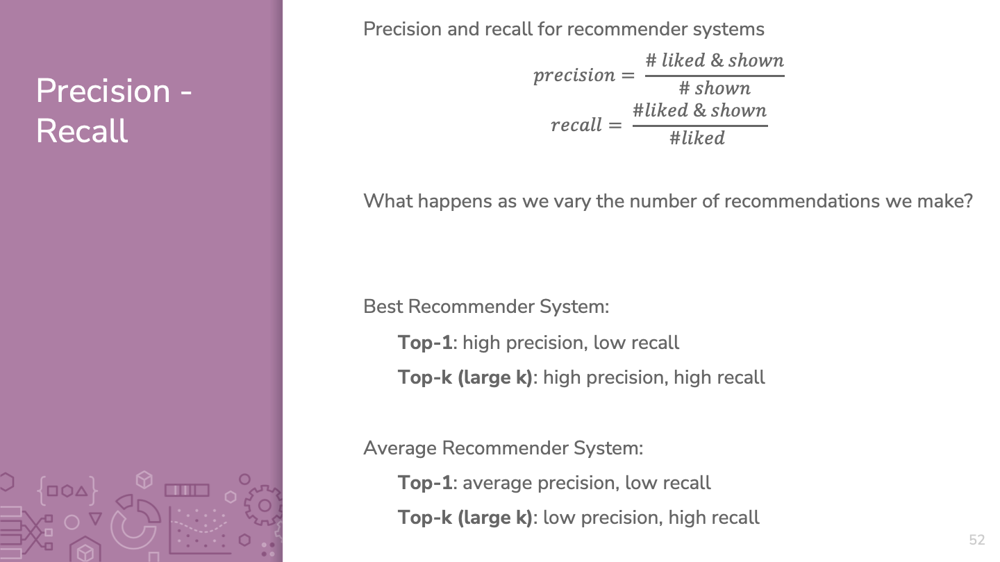 Precision -
Recall
Precision and recall for recommender systems
precision = # liked & shown / # shown
recall = #liked & shown / #liked
What happens as we vary the number of recommendations we make?
Best Recommender System:
Top-1: high precision, low recall
Top-k (large k): high precision, high recall
Average Recommender System:
Top-1: average precision, low recall
Top-k (large k): low precision, high recall
52